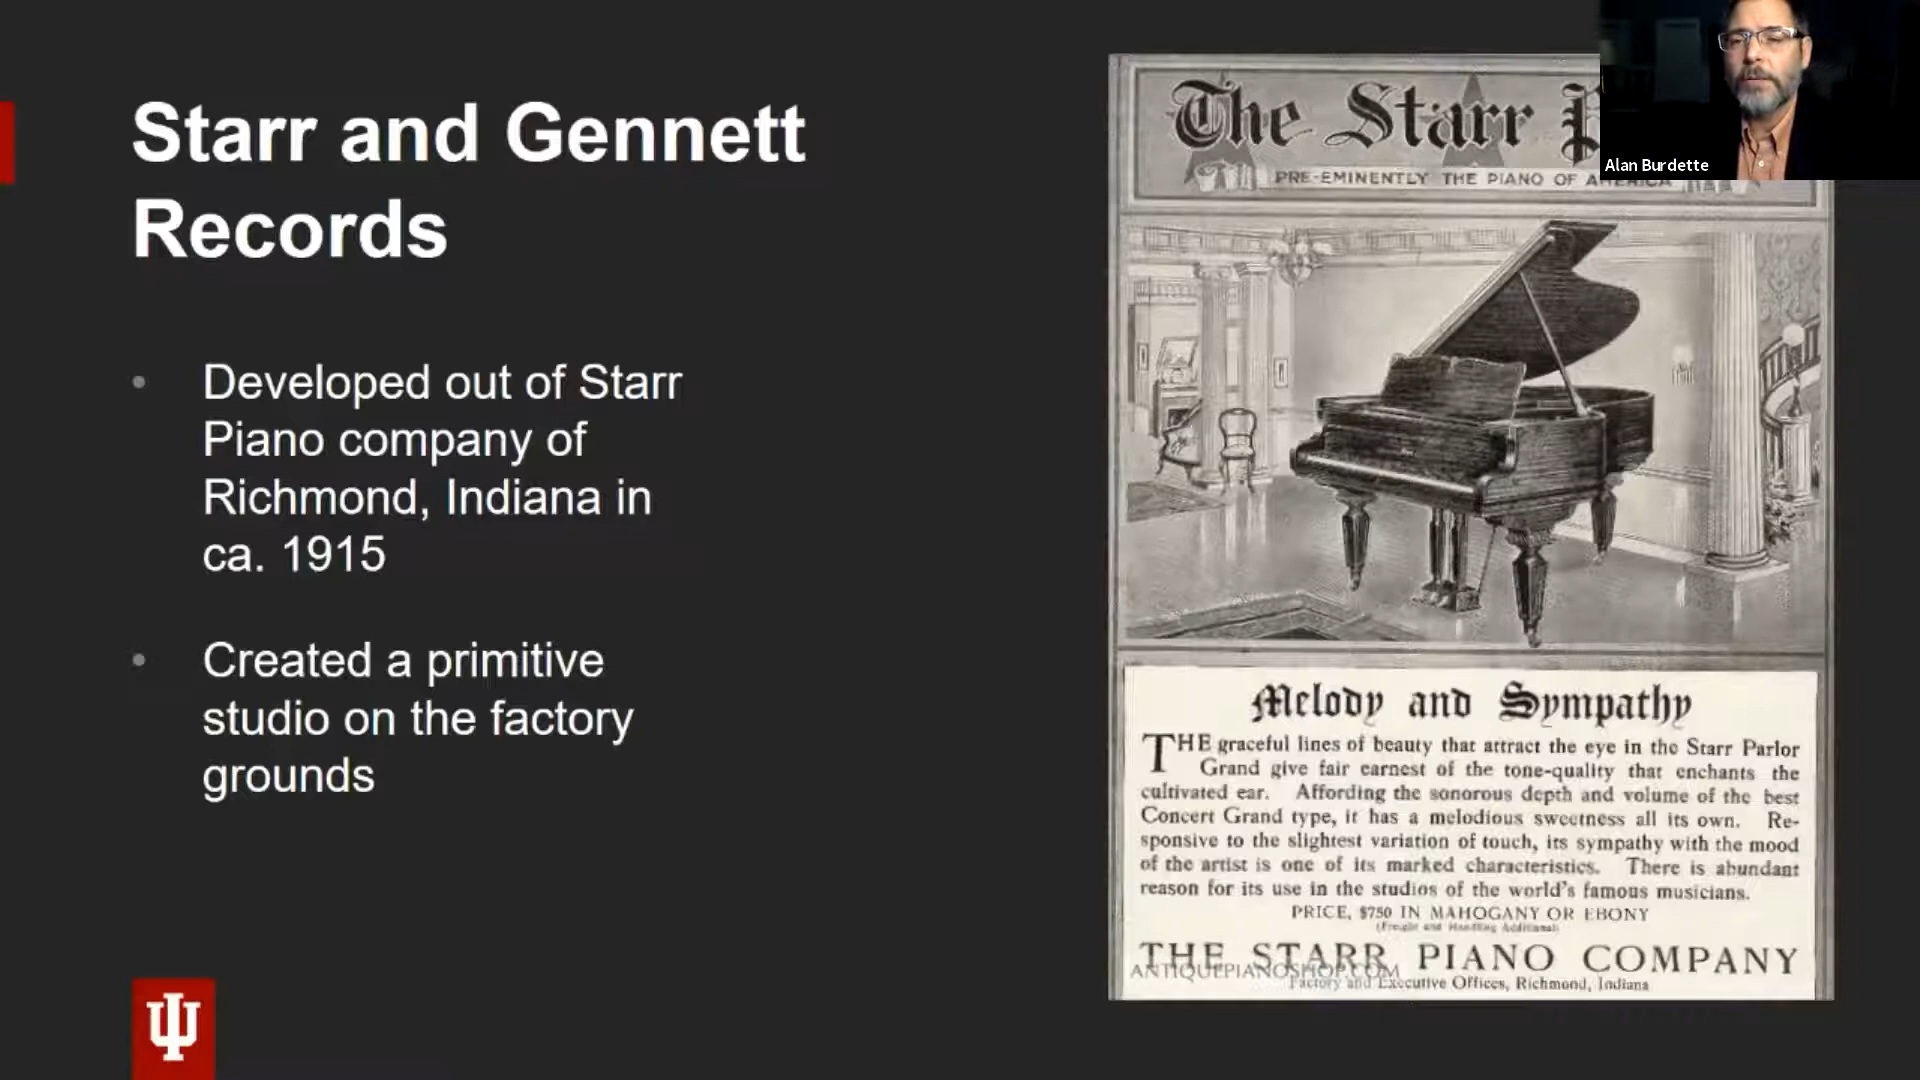 Starr and Gennett
Records
• Developed out of Starr
Piano company of
Richmond, Indiana in
ca. 1915
• Created a primitive
studio on the factory
grounds
The Starr P
PRE-EMINENTLY THE PIANO OF AMERICA
Alan Burdette
Melody and Sympathy
THE graceful lines of beauty that attract the eye in the Starr Parlor
Grand give fair earnest of the tone-quality that enchants the
cultivated ear. Affording the sonorous depth and volume of the best
Concert Grand type, it has a melodious sweetness all its own. Re-
sponsive to the slightest variation of touch, its sympathy with the mood
of the artist is one of its marked characteristics. There is abundant
reason for its use in the studios of the world's famous musicians.
PRICE, $750 IN MAHOGANY OR EBONY
(Freight and Handling Additional)
THE STARR PIANO COMPANY
ANTIQUEPIANOSHOP.COM
Factory and Executive Offices, Richmond, Indiana